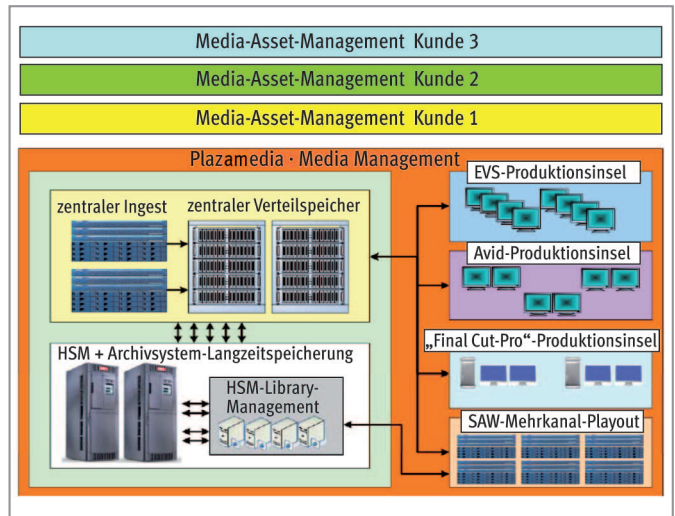 Media-Asset-Management Kunde 3
Media-Asset-Management Kunde 2
Media-Asset-Management Kunde 1
Plazamedia · Media Management
zentraler Ingest
zentraler Verteilspeicher
HSM + Archivsystem-Langzeitspeicherung
HSM-Library-
Management
EVS-Produktionsinsel
Avid-Produktionsinsel
„Final Cut-Pro“-Produktionsinsel
SAW-Mehrkanal-Playout